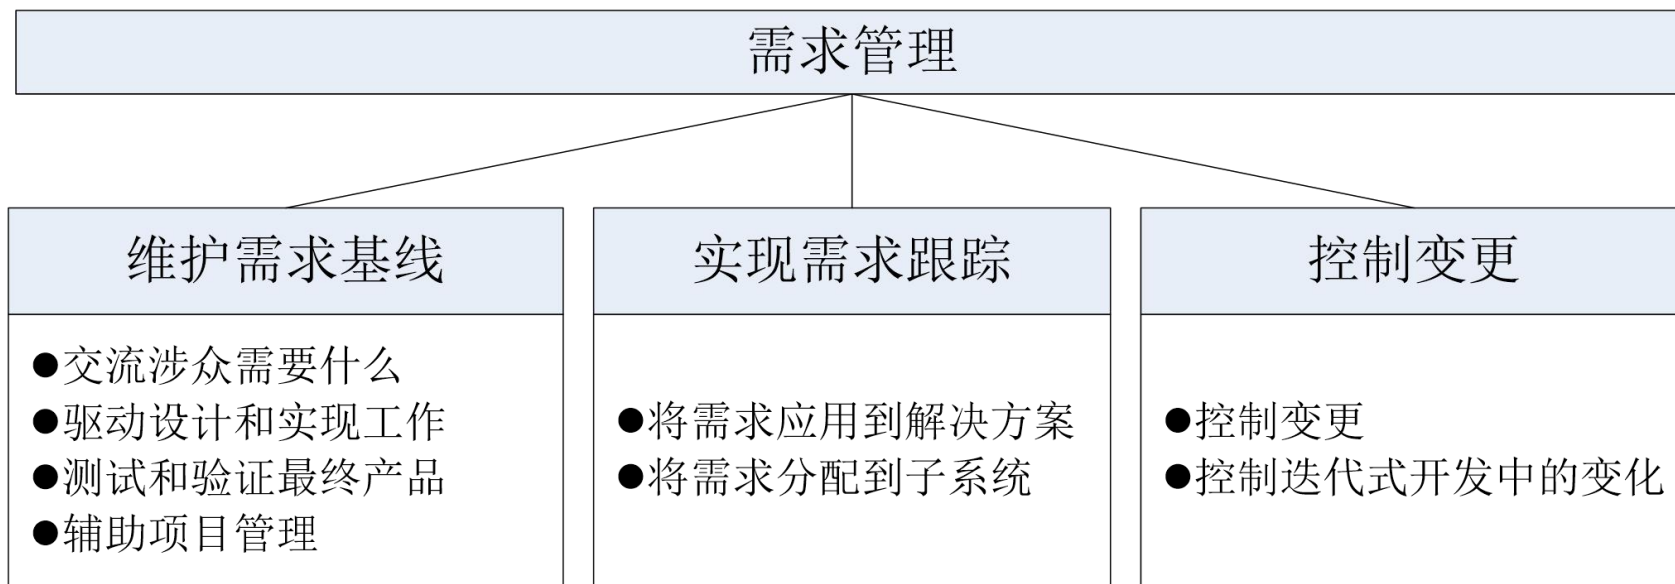 需求管理
维护需求基线
●交流涉众需要什么
●驱动设计和实现工作
●测试和验证最终产品
●辅助项目管理
实现需求跟踪
●将需求应用到解决方案
●将需求分配到子系统
控制变更
●控制变更
●控制迭代式开发中的变化